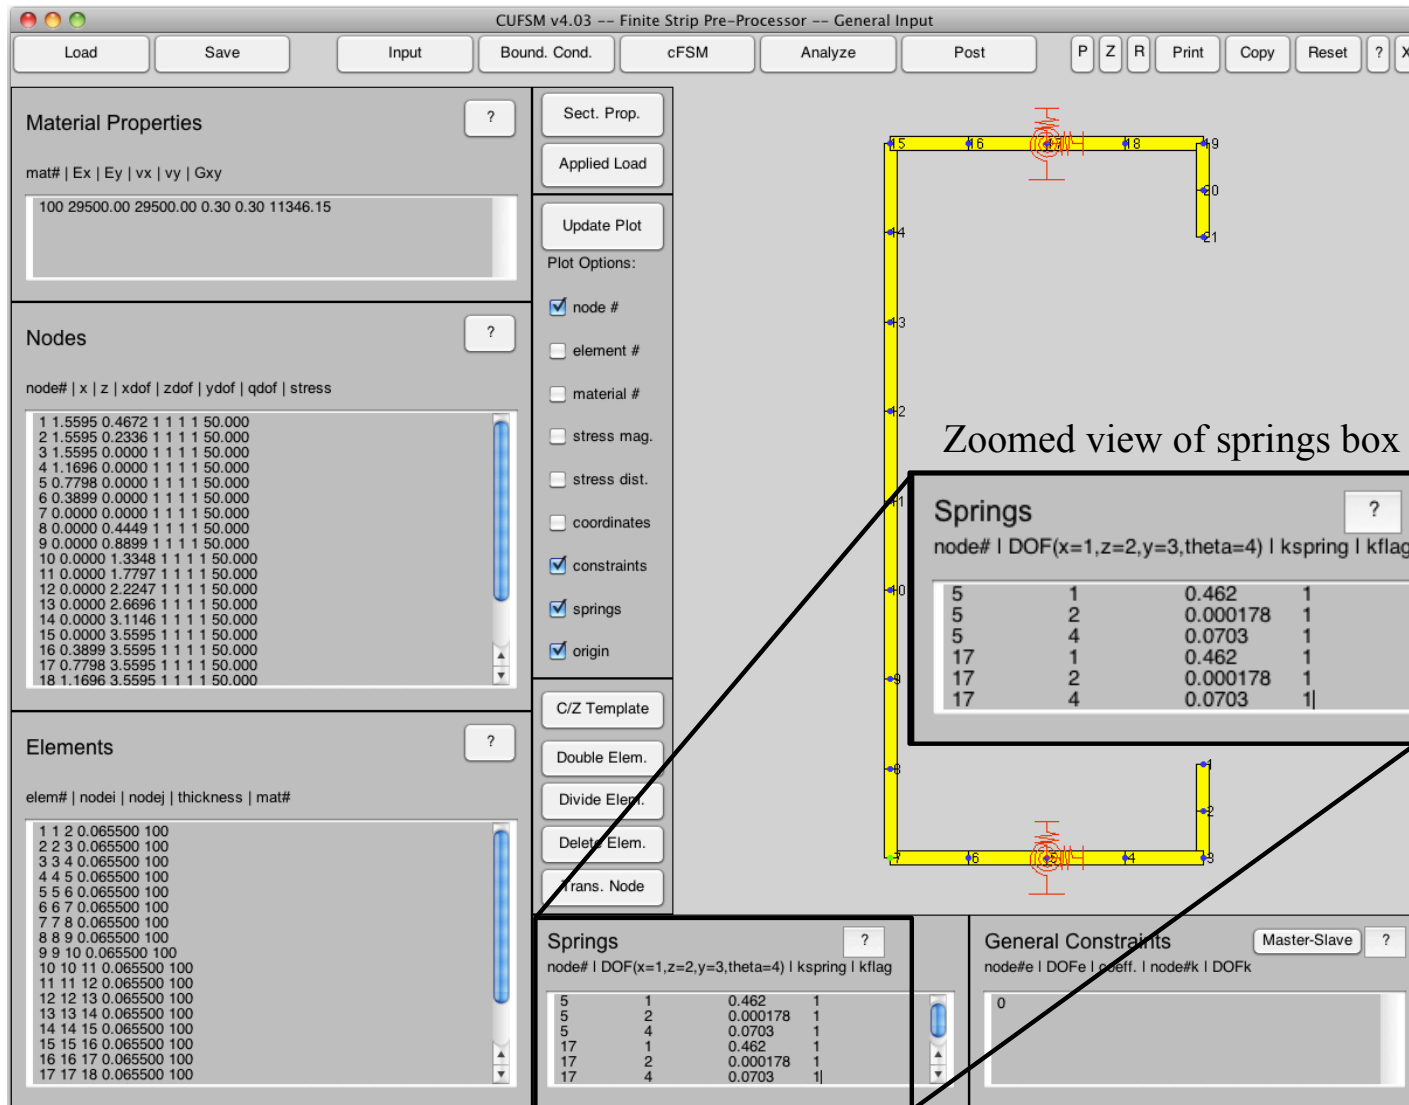 CUFSM v4.03 -- Finite Strip Pre-Processor -- General Input
Load Save Input Bound. Cond. cFSM Analyze Post P Z R Print Copy Reset ? X
Material Properties ?
mat# | Ex | Ey | vx | vy | Gxy
100 29500.00 29500.00 0.30 0.30 11346.15
Nodes ?
node# | x | z | xdof | zdof | ydof | qdof | stress
1 1.5595 0.4672 1 1 1 1 50.000
2 1.5595 0.2336 1 1 1 1 50.000
3 1.5595 0.0000 1 1 1 1 50.000
4 1.1696 0.0000 1 1 1 1 50.000
5 0.7798 0.0000 1 1 1 1 50.000
6 0.3899 0.0000 1 1 1 1 50.000
7 0.0000 0.0000 1 1 1 1 50.000
8 0.0000 0.4449 1 1 1 1 50.000
9 0.0000 0.8899 1 1 1 1 50.000
10 0.0000 1.3348 1 1 1 1 50.000
11 0.0000 1.7797 1 1 1 1 50.000
12 0.0000 2.2247 1 1 1 1 50.000
13 0.0000 2.6696 1 1 1 1 50.000
14 0.0000 3.1146 1 1 1 1 50.000
15 0.0000 3.5595 1 1 1 1 50.000
16 0.3899 3.5595 1 1 1 1 50.000
17 0.7798 3.5595 1 1 1 1 50.000
18 1.1696 3.5595 1 1 1 1 50.000
Elements ?
elem# | nodei | nodej | thickness | mat#
1 1 2 0.065500 100
2 2 3 0.065500 100
3 3 4 0.065500 100
4 4 5 0.065500 100
5 5 6 0.065500 100
6 6 7 0.065500 100
7 7 8 0.065500 100
8 8 9 0.065500 100
9 9 10 0.065500 100
10 10 11 0.065500 100
11 11 12 0.065500 100
12 12 13 0.065500 100
13 13 14 0.065500 100
14 14 15 0.065500 100
15 15 16 0.065500 100
16 16 17 0.065500 100
17 17 18 0.065500 100
Sect. Prop.
Applied Load
Update Plot
Plot Options:
node #
element #
material #
stress mag.
stress dist.
coordinates
constraints
springs
origin
C/Z Template
Double Elem.
Divide Elem.
Delete Elem.
Trans. Node
15 16 17 18 19
20
21
14
13
12
11
10
9
8
7 6 5 4 3
2
1
Zoomed view of springs box
Springs ?
node# I DOF(x=1,z=2,y=3,theta=4) I kspring I kflag
5 1 0.462 1
5 2 0.000178 1
5 4 0.0703 1
17 1 0.462 1
17 2 0.000178 1
17 4 0.0703 1
Springs ?
node# I DOF(x=1,z=2,y=3,theta=4) I kspring I kflag
5 1 0.462 1
5 2 0.000178 1
5 4 0.0703 1
17 1 0.462 1
17 2 0.000178 1
17 4 0.0703 1
General Constraints Master-Slave ?
node#e I DOFe I coeff. I node#k I DOFk
0